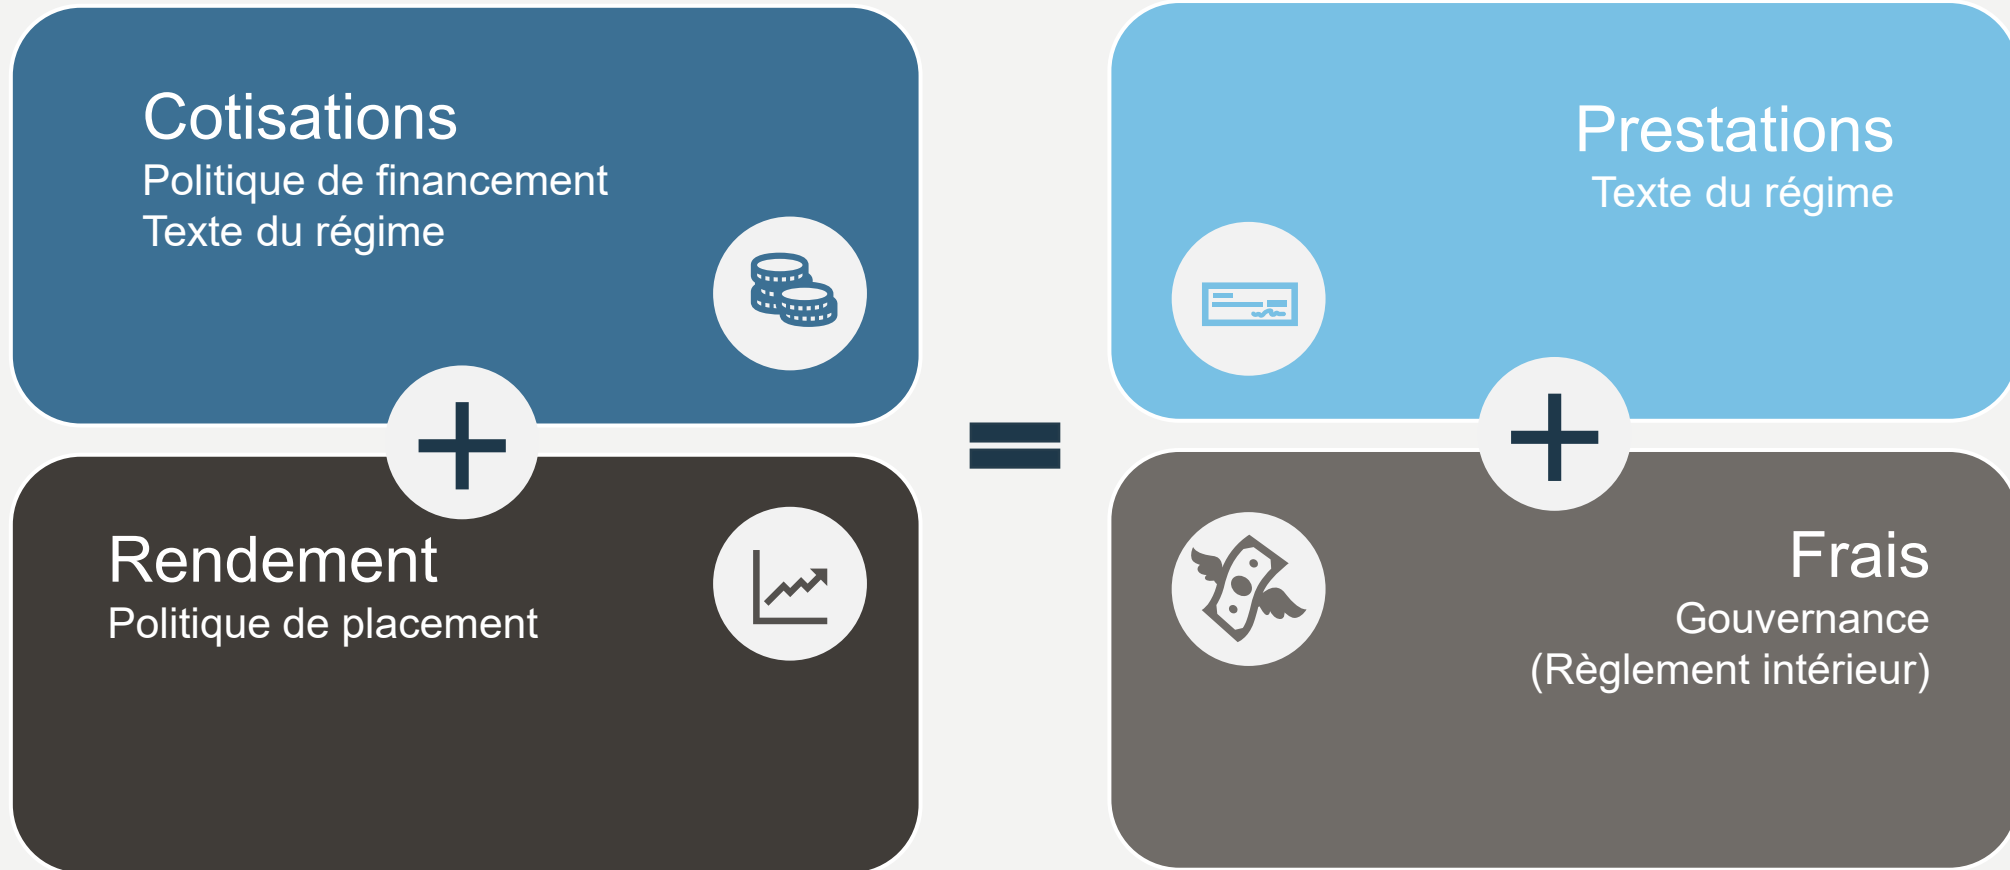 Cotisations
Politique de financement
Texte du régime
+
Rendement
Politique de placement
=
Prestations
Texte du régime
+
Frais
Gouvernance
(Règlement intérieur)